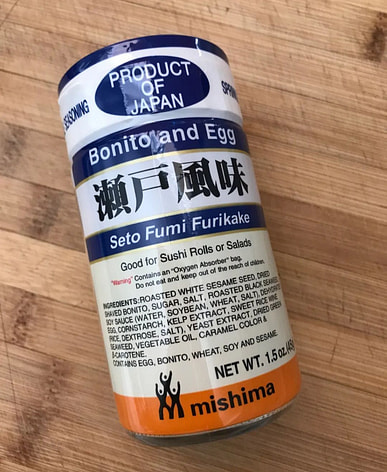 PRODUCT
OF
JAPAN
SEASONING
Bonito and Egg
瀬戸風味
Seto Fumi Furikake
Good for Sushi Rolls or Salads
"Warning" Contains an "Oxygen Absorber" bag.
Do not eat and keep out of the reach of children.
INGREDIENTS:ROASTED WHITE SESAME SEED, DRIED
SHAVED BONITO, SUGAR, SALT, ROASTED BLACK SESAME,
SOY SAUCE (WATER, SOYBEAN, WHEAT, SALT), DEHYDRATED
EGG, CORNSTARCH, KELP EXTRACT, SWEET RICE WINE
(RICE, DEXTROSE, SALT), YEAST EXTRACT, DRIED GREEN
SEAWEED, VEGETABLE OIL, CARAMEL COLOR &
β-CAROTENE.
CONTAINS EGG, BONITO, WHEAT, SOY AND SESAME.
NET WT. 1.5 oz.
mishima